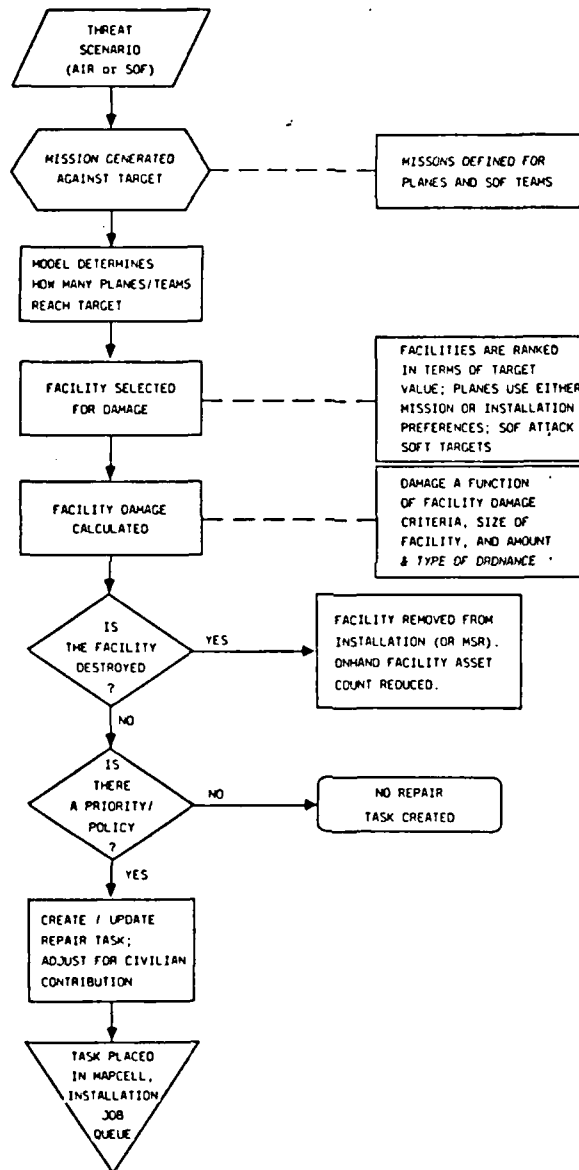 THREAT
SCENARIO
(AIR or SOF)
MISSION GENERATED
AGAINST TARGET
MISSONS DEFINED FOR
PLANES AND SOF TEAMS
MODEL DETERMINES
HOW MANY PLANES/TEAMS
REACH TARGET
FACILITY SELECTED
FOR DAMAGE
FACILITIES ARE RANKED
IN TERMS OF TARGET
VALUE; PLANES USE EITHER
MISSION OR INSTALLATION
PREFERENCES; SOF ATTACK
SOFT TARGETS
FACILITY DAMAGE
CALCULATED
DAMAGE A FUNCTION
OF FACILITY DAMAGE
CRITERIA, SIZE OF
FACILITY, AND AMOUNT
& TYPE OF ORDNANCE
IS
THE FACILITY
DESTROYED
?
YES
FACILITY REMOVED FROM
INSTALLATION (OR MSR).
ONHAND FACILITY ASSET
COUNT REDUCED.
NO
IS
THERE
A PRIORITY/
POLICY
?
NO
NO REPAIR
TASK CREATED
YES
CREATE / UPDATE
REPAIR TASK;
ADJUST FOR CIVILIAN
CONTRIBUTION
TASK PLACED
IN MAPCELL,
INSTALLATION
JOB
QUEUE